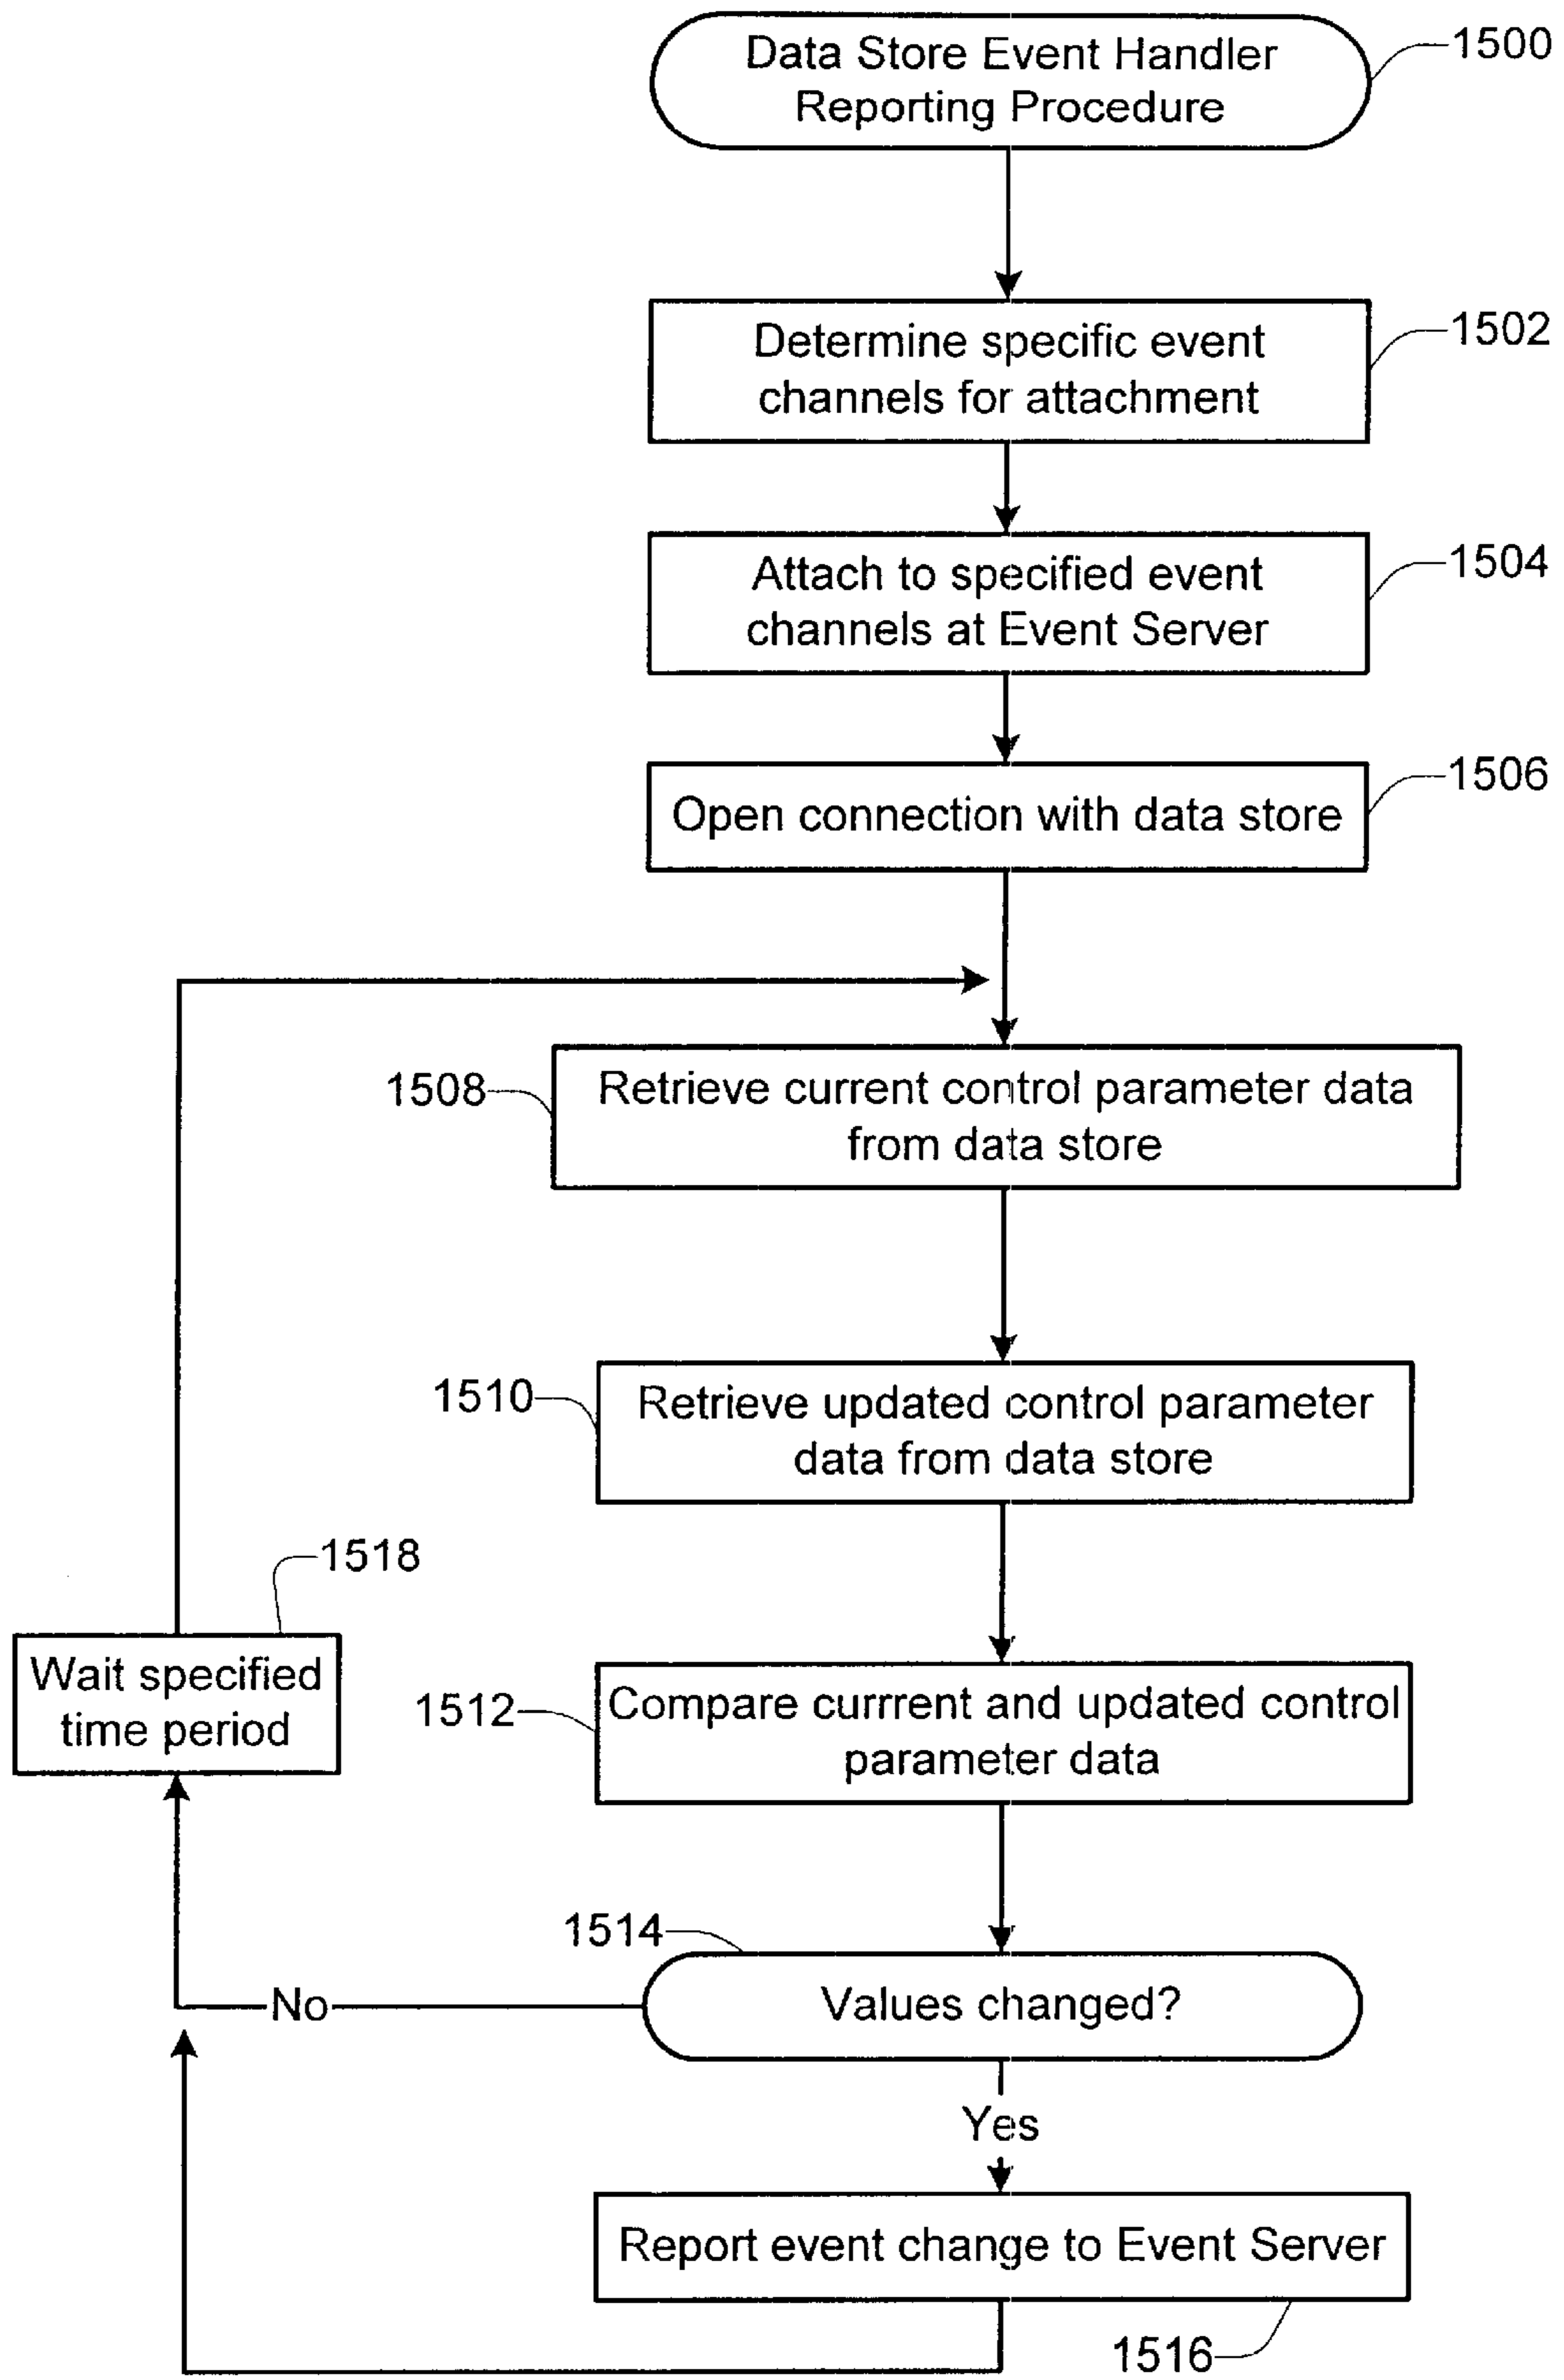 Data Store Event Handler
Reporting Procedure
1500
Determine specific event
channels for attachment
1502
Attach to specified event
channels at Event Server
1504
Open connection with data store
1506
1508
Retrieve current control parameter data
from data store
1510
Retrieve updated control parameter
data from data store
1518
Wait specified
time period
1512
Compare currrent and updated control
parameter data
1514
Values changed?
No
Yes
Report event change to Event Server
1516